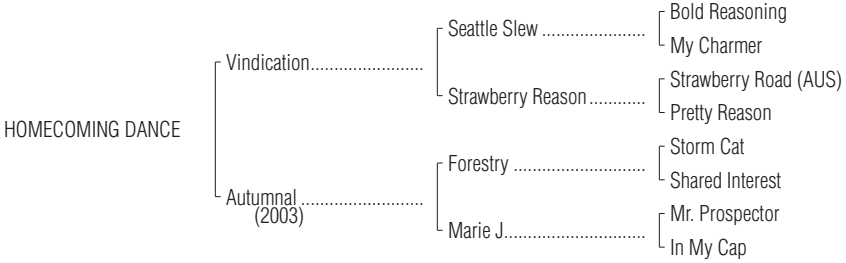 Bold Reasoning
Seattle Slew ......................
My Charmer
Vindication........................
Strawberry Road (AUS)
Strawberry Reason............
Pretty Reason
HOMECOMING DANCE
Storm Cat
Forestry ............................
Shared Interest
Autumnal ..........................
(2003)
Mr. Prospector
Marie J..............................
In My Cap